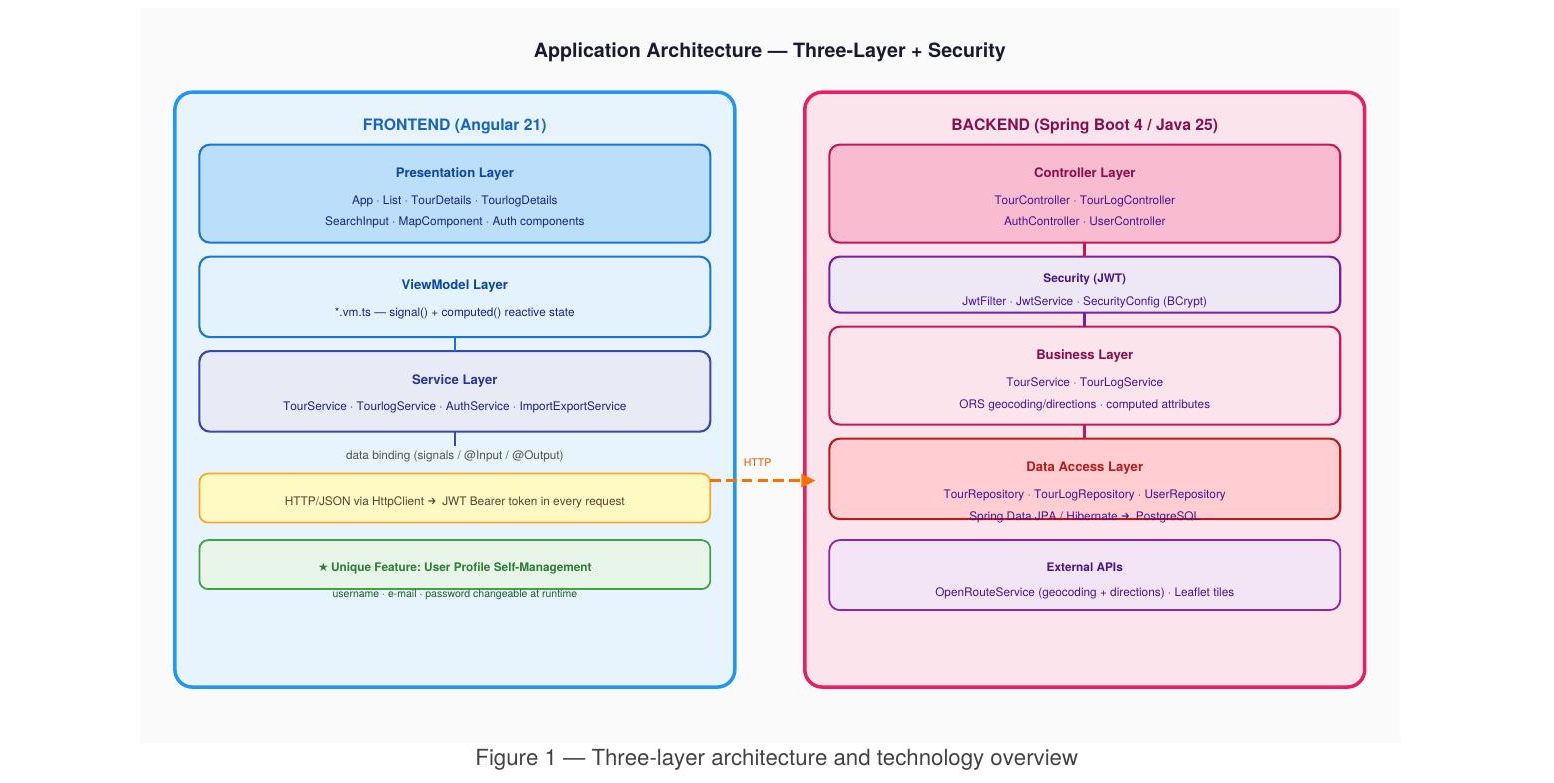 Application Architecture — Three-Layer + Security
FRONTEND (Angular 21)
Presentation Layer
App · List · TourDetails · TourlogDetails
SearchInput · MapComponent · Auth components
ViewModel Layer
*.vm.ts — signal() + computed() reactive state
Service Layer
TourService · TourlogService · AuthService · ImportExportService
data binding (signals / @Input / @Output)
HTTP/JSON via HttpClient → JWT Bearer token in every request
★ Unique Feature: User Profile Self-Management
username · e-mail · password changeable at runtime
HTTP
BACKEND (Spring Boot 4 / Java 25)
Controller Layer
TourController · TourLogController
AuthController · UserController
Security (JWT)
JwtFilter · JwtService · SecurityConfig (BCrypt)
Business Layer
TourService · TourLogService
ORS geocoding/directions · computed attributes
Data Access Layer
TourRepository · TourLogRepository · UserRepository
Spring Data JPA / Hibernate → PostgreSQL
External APIs
OpenRouteService (geocoding + directions) · Leaflet tiles
Figure 1 — Three-layer architecture and technology overview